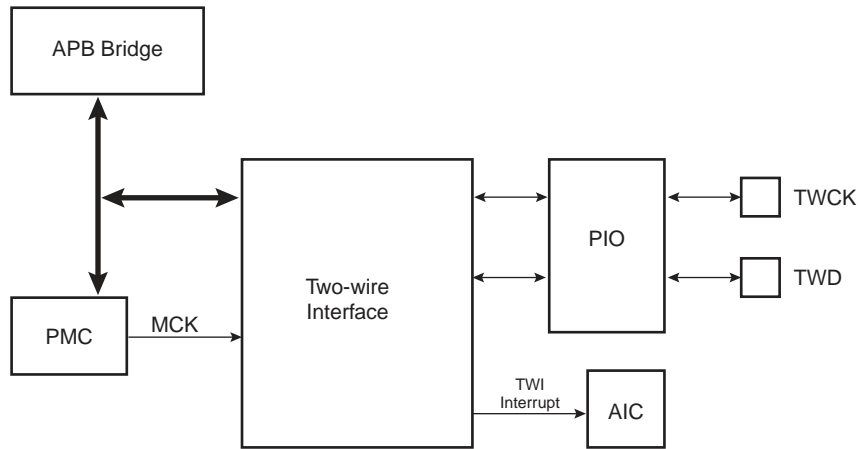 APB Bridge
TWCK
PIO
Two-wire
Interface
TWD
MCK
PMC
TWI
Interrupt
AIC